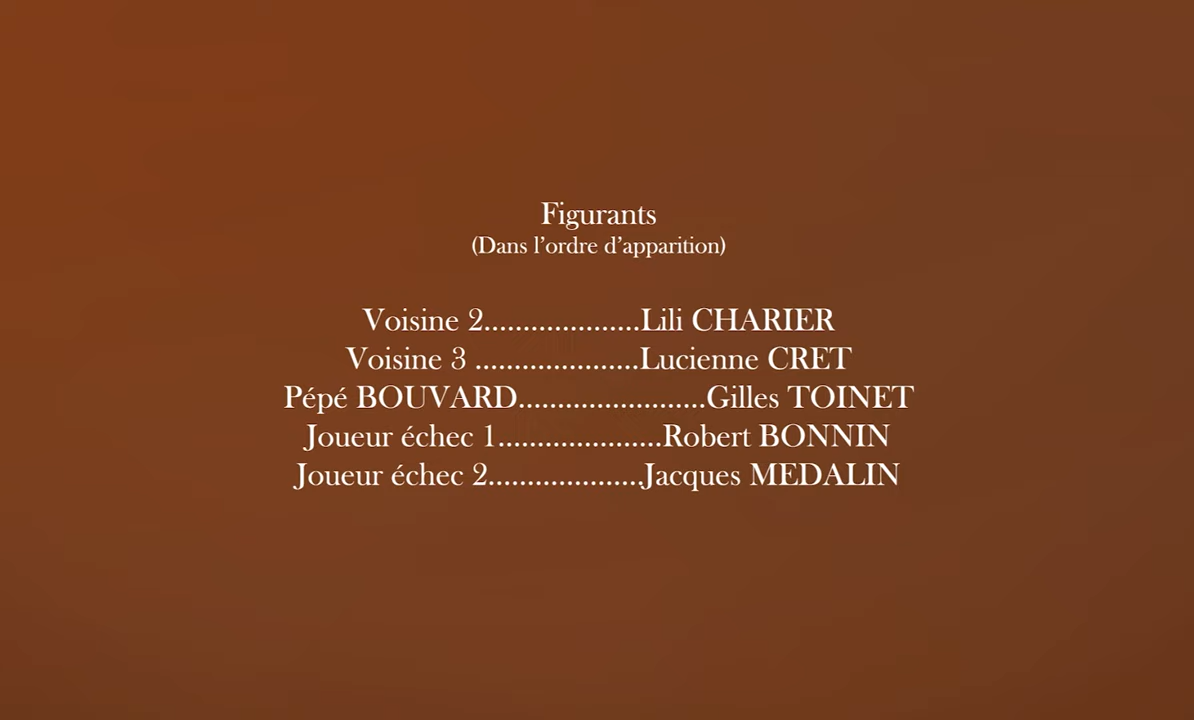 Figurants
(Dans l’ordre d’apparition)
Voisine 2...................Lili CHARIER
Voisine 3 ....................Lucienne CRET
Pépé BOUVARD.......................Gilles TOINET
Joueur échec 1....................Robert BONNIN
Joueur échec 2...................Jacques MEDALIN